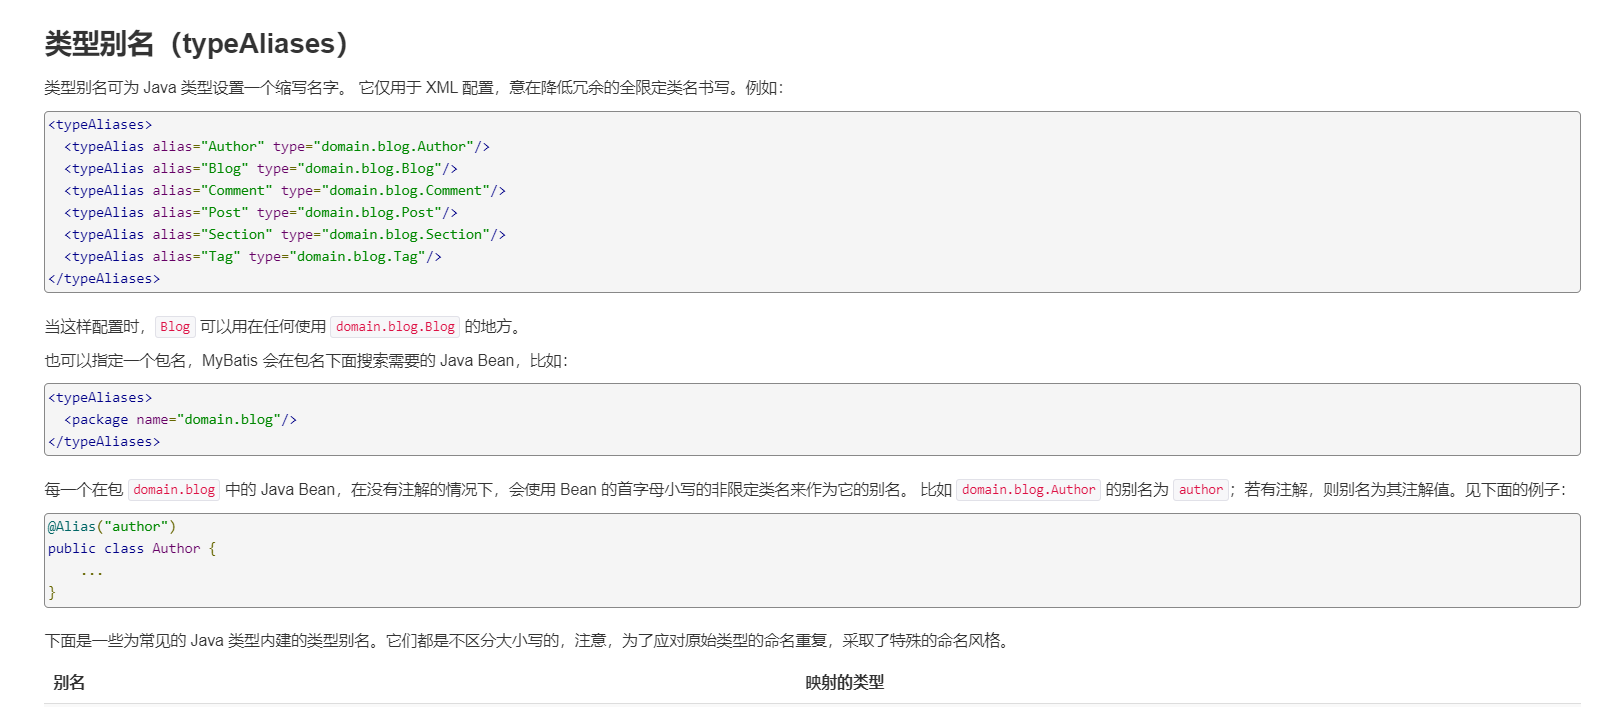 类型别名（typeAliases）
类型别名可为 Java 类型设置一个缩写名字。 它仅用于 XML 配置，意在降低冗余的全限定类名书写。例如：
<typeAliases>
  <typeAlias alias="Author" type="domain.blog.Author"/>
  <typeAlias alias="Blog" type="domain.blog.Blog"/>
  <typeAlias alias="Comment" type="domain.blog.Comment"/>
  <typeAlias alias="Post" type="domain.blog.Post"/>
  <typeAlias alias="Section" type="domain.blog.Section"/>
  <typeAlias alias="Tag" type="domain.blog.Tag"/>
</typeAliases>
当这样配置时，Blog 可以用在任何使用 domain.blog.Blog 的地方。
也可以指定一个包名，MyBatis 会在包名下面搜索需要的 Java Bean，比如：
<typeAliases>
  <package name="domain.blog"/>
</typeAliases>
每一个在包 domain.blog 中的 Java Bean，在没有注解的情况下，会使用 Bean 的首字母小写的非限定类名来作为它的别名。 比如 domain.blog.Author 的别名为 author；若有注解，则别名为其注解值。见下面的例子：
@Alias("author")
public class Author {
    ...
}
下面是一些为常见的 Java 类型内建的类型别名。它们都是不区分大小写的，注意，为了应对原始类型的命名重复，采取了特殊的命名风格。
别名 映射的类型